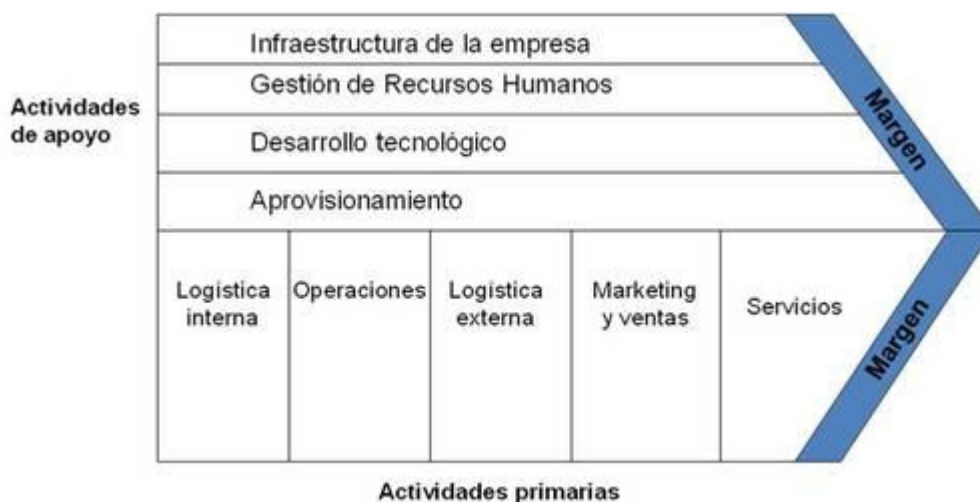 Infraestructura de la empresa
Gestión de Recursos Humanos
Actividades
de apoyo
Desarrollo tecnológico
Aprovisionamiento
Margen
Logística
interna
Operaciones
Logística
externa
Marketing
y ventas
Servicios
Margen
Actividades primarias